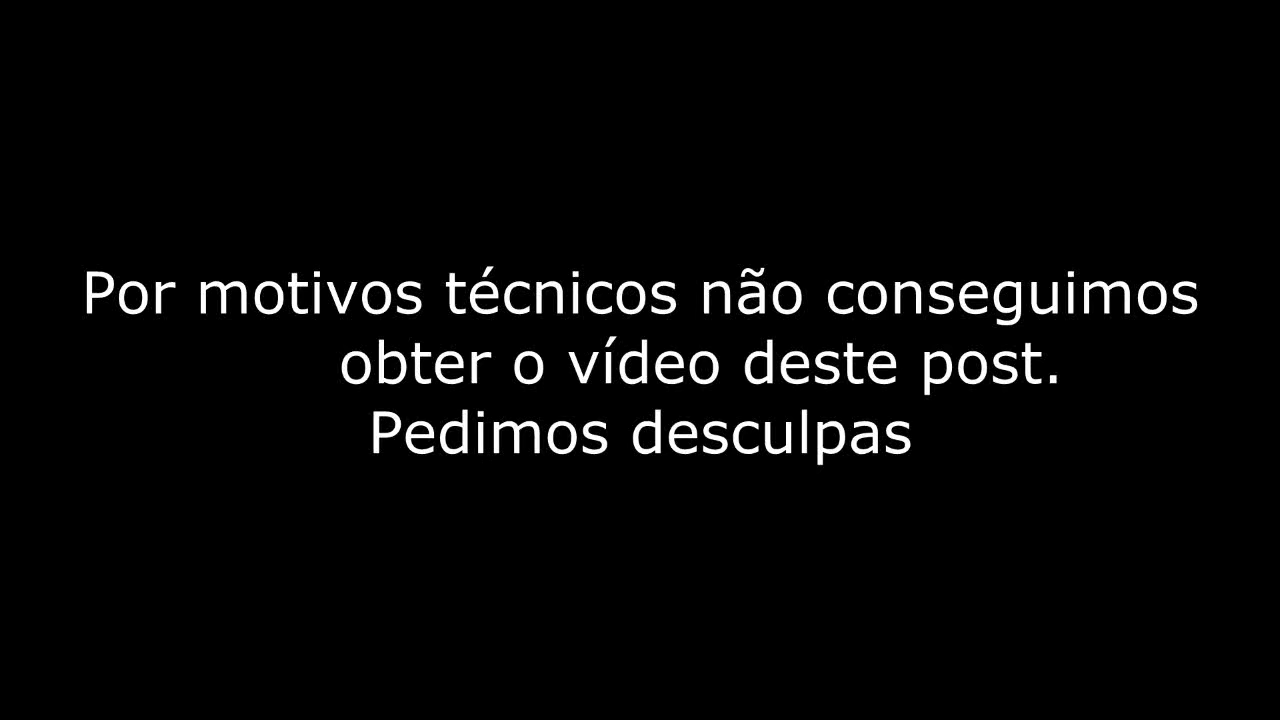 Por motivos técnicos não conseguimos
obter o vídeo deste post.
Pedimos desculpas